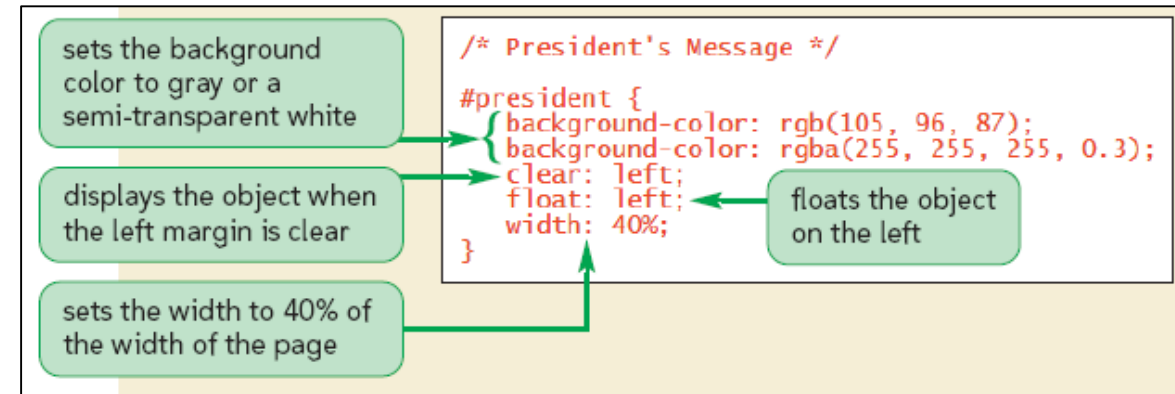 sets the background
color to gray or a
semi-transparent white
displays the object when
the left margin is clear
sets the width to 40% of
the width of the page
/* President's Message */
#president {
background-color: rgb(105, 96, 87);
background-color: rgba(255, 255, 255, 0.3);
clear: left;
float: left;
width: 40%;
}
floats the object
on the left